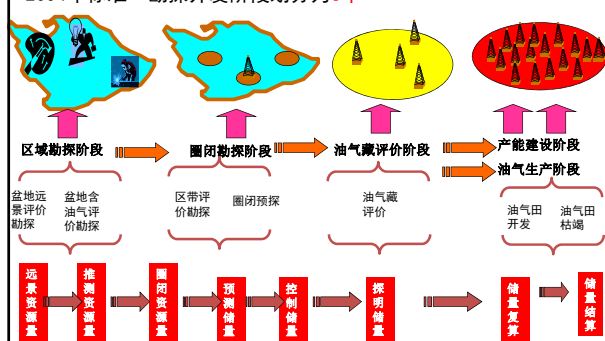 区域勘探阶段
圈闭勘探阶段
油气藏评价阶段
产能建设阶段
油气生产阶段
盆地远
景评价
勘探
盆地含
油气评
价勘探
区带评
价勘探
圈闭预探
油气藏
评价
油气田
开发
油气田
枯竭
远景资源量
推测资源量
圈闭资源量
预测储量
控制储量
探明储量
储量复算
储量结算